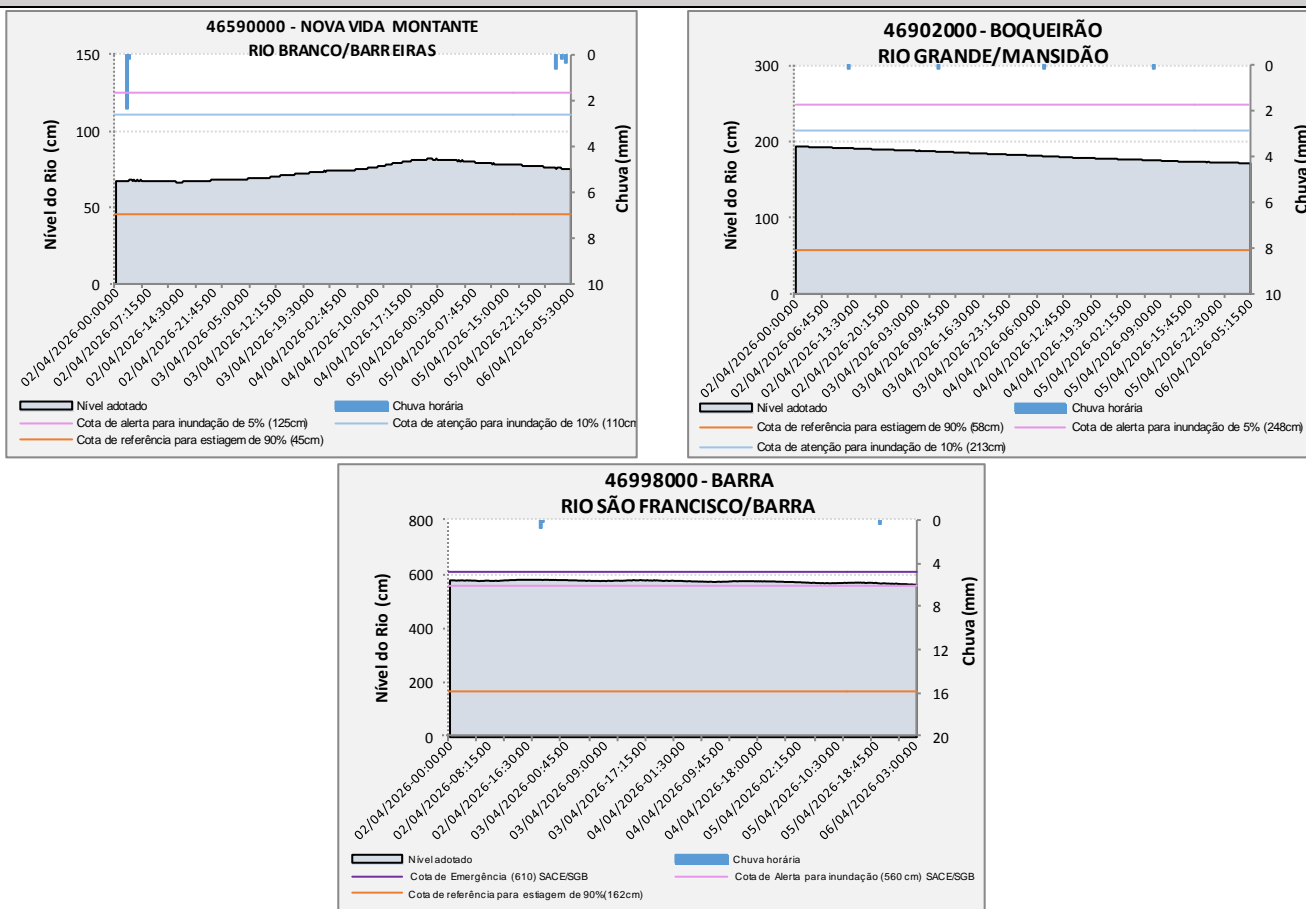 46590000 - NOVA VIDA MONTANTE
RIO BRANCO/BARREIRAS
Nível do Rio (cm)
150
100
50
0
Chuva (mm)
0
2
4
6
8
10
02/04/2026-00:00:00
02/04/2026-07:15:00
02/04/2026-14:30:00
02/04/2026-21:45:00
03/04/2026-05:00:00
03/04/2026-12:15:00
03/04/2026-19:30:00
04/04/2026-02:45:00
04/04/2026-10:00:00
04/04/2026-17:15:00
05/04/2026-00:30:00
05/04/2026-07:45:00
05/04/2026-15:00:00
05/04/2026-22:15:00
06/04/2026-05:30:00
Nível adotado
Chuva horária
Cota de alerta para inundação de 5% (125cm)
Cota de atenção para inundação de 10% (110cm
Cota de referência para estiagem de 90% (45cm)
46902000 - BOQUEIRÃO
RIO GRANDE/MANSIDÃO
Nível do Rio (cm)
300
200
100
0
Chuva (mm)
0
2
4
6
8
10
02/04/2026-00:00:00
02/04/2026-06:45:00
02/04/2026-13:30:00
02/04/2026-20:15:00
03/04/2026-03:00:00
03/04/2026-09:45:00
03/04/2026-16:30:00
03/04/2026-23:15:00
04/04/2026-06:00:00
04/04/2026-12:45:00
04/04/2026-19:30:00
05/04/2026-02:15:00
05/04/2026-09:00:00
05/04/2026-15:45:00
05/04/2026-22:30:00
06/04/2026-05:15:00
Nível adotado
Chuva horária
Cota de referência para estiagem de 90% (58cm)
Cota de alerta para inundação de 5% (248cm)
Cota de atenção para inundação de 10% (213cm)
46998000 - BARRA
RIO SÃO FRANCISCO/BARRA
Nível do Rio (cm)
800
600
400
200
0
Chuva (mm)
0
4
8
12
16
20
02/04/2026-00:00:00
02/04/2026-08:15:00
02/04/2026-16:30:00
03/04/2026-00:45:00
03/04/2026-09:00:00
03/04/2026-17:15:00
04/04/2026-01:30:00
04/04/2026-09:45:00
04/04/2026-18:00:00
05/04/2026-02:15:00
05/04/2026-10:30:00
05/04/2026-18:45:00
06/04/2026-03:00:00
Nível adotado
Chuva horária
Cota de Emergência (610) SACE/SGB
Cota de Alerta para inundação (560 cm) SACE/SGB
Cota de referência para estiagem de 90%(162cm)